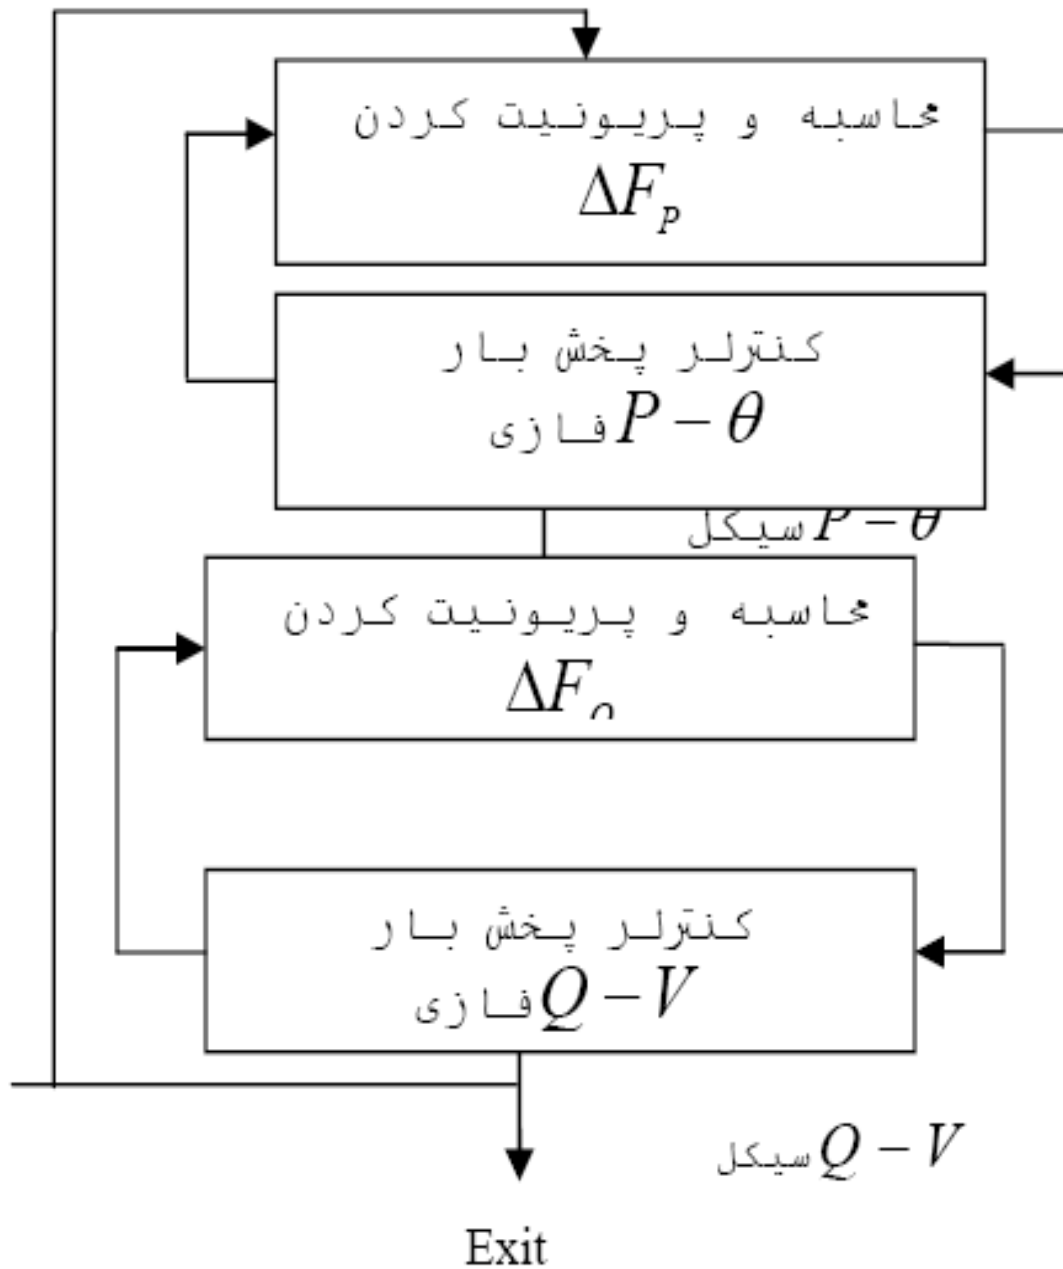 محاسبه و پریونیت کردن
ΔF_P
کنترلر پخش بار
P − θ فازی
P − θ سیکل
محاسبه و پریونیت کردن
ΔF_Q
کنترلر پخش بار
Q − V فازی
Q − V سیکل
Exit